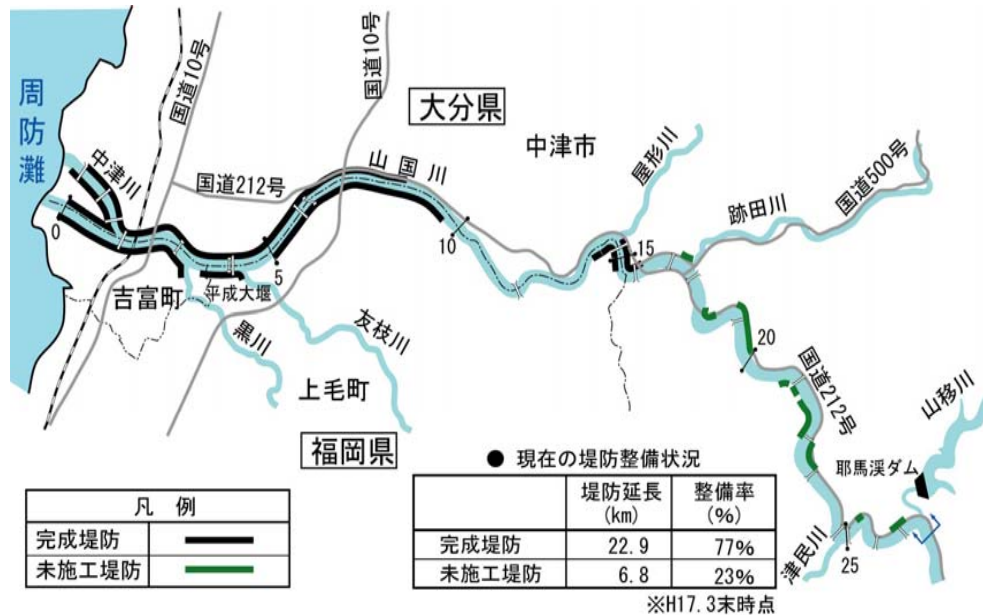 周防灘
国道10号
国道10号
大分県
中津市
屋形川
中津川
国道212号
山国川
国道500号
跡田川
0
5
10
15
20
25
吉富町
平成大堰
黒川
友枝川
上毛町
福岡県
国道212号
山移川
耶馬渓ダム
津民川
凡 例
完成堤防
未施工堤防
● 現在の堤防整備状況
堤防延長(km) 整備率(%)
完成堤防 22.9 77%
未施工堤防 6.8 23%
※H17.3末時点